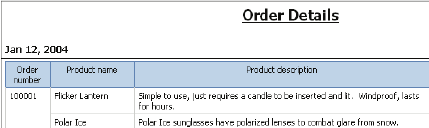 Order Details
Jan 12, 2004
Order number
Product name
Product description
100001
Flicker Lantern
Simple to use, just requires a candle to be inserted and lit. Windproof, lasts
for hours.
Polar Ice
Polar Ice sunglasses have polarized lenses to combat glare from snow.